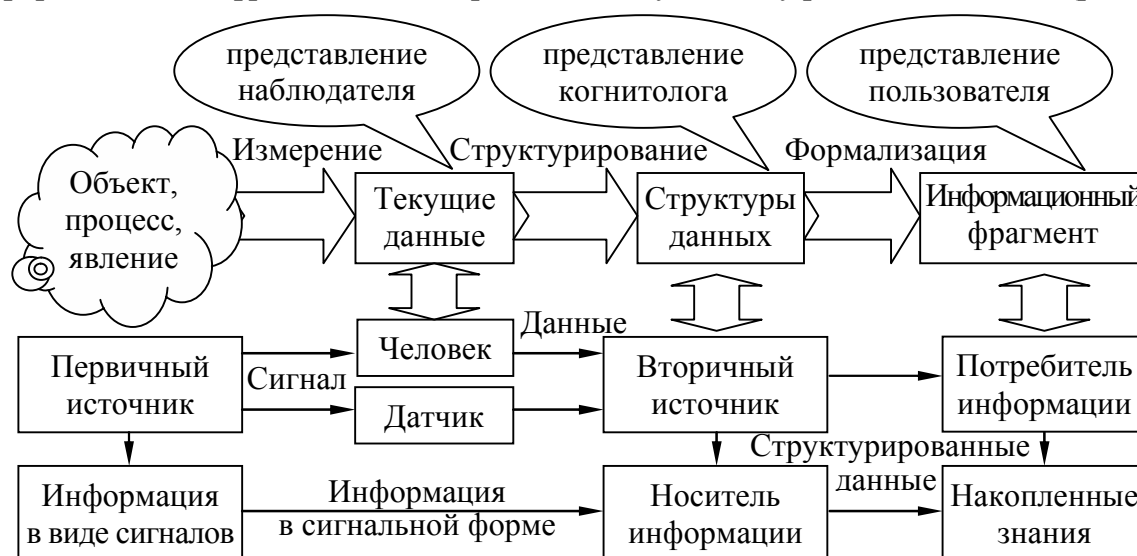 представление
наблюдателя
представление
когнитолога
представление
пользователя
Измерение
Структурирование
Формализация
Объект,
процесс,
явление
Текущие
данные
Структуры
данных
Информационный
фрагмент
Данные
Человек
Первичный
источник
Сигнал
Датчик
Вторичный
источник
Потребитель
информации
Структурированные
данные
Информация
в виде сигналов
Информация
в сигнальной форме
Носитель
информации
Накопленные
знания